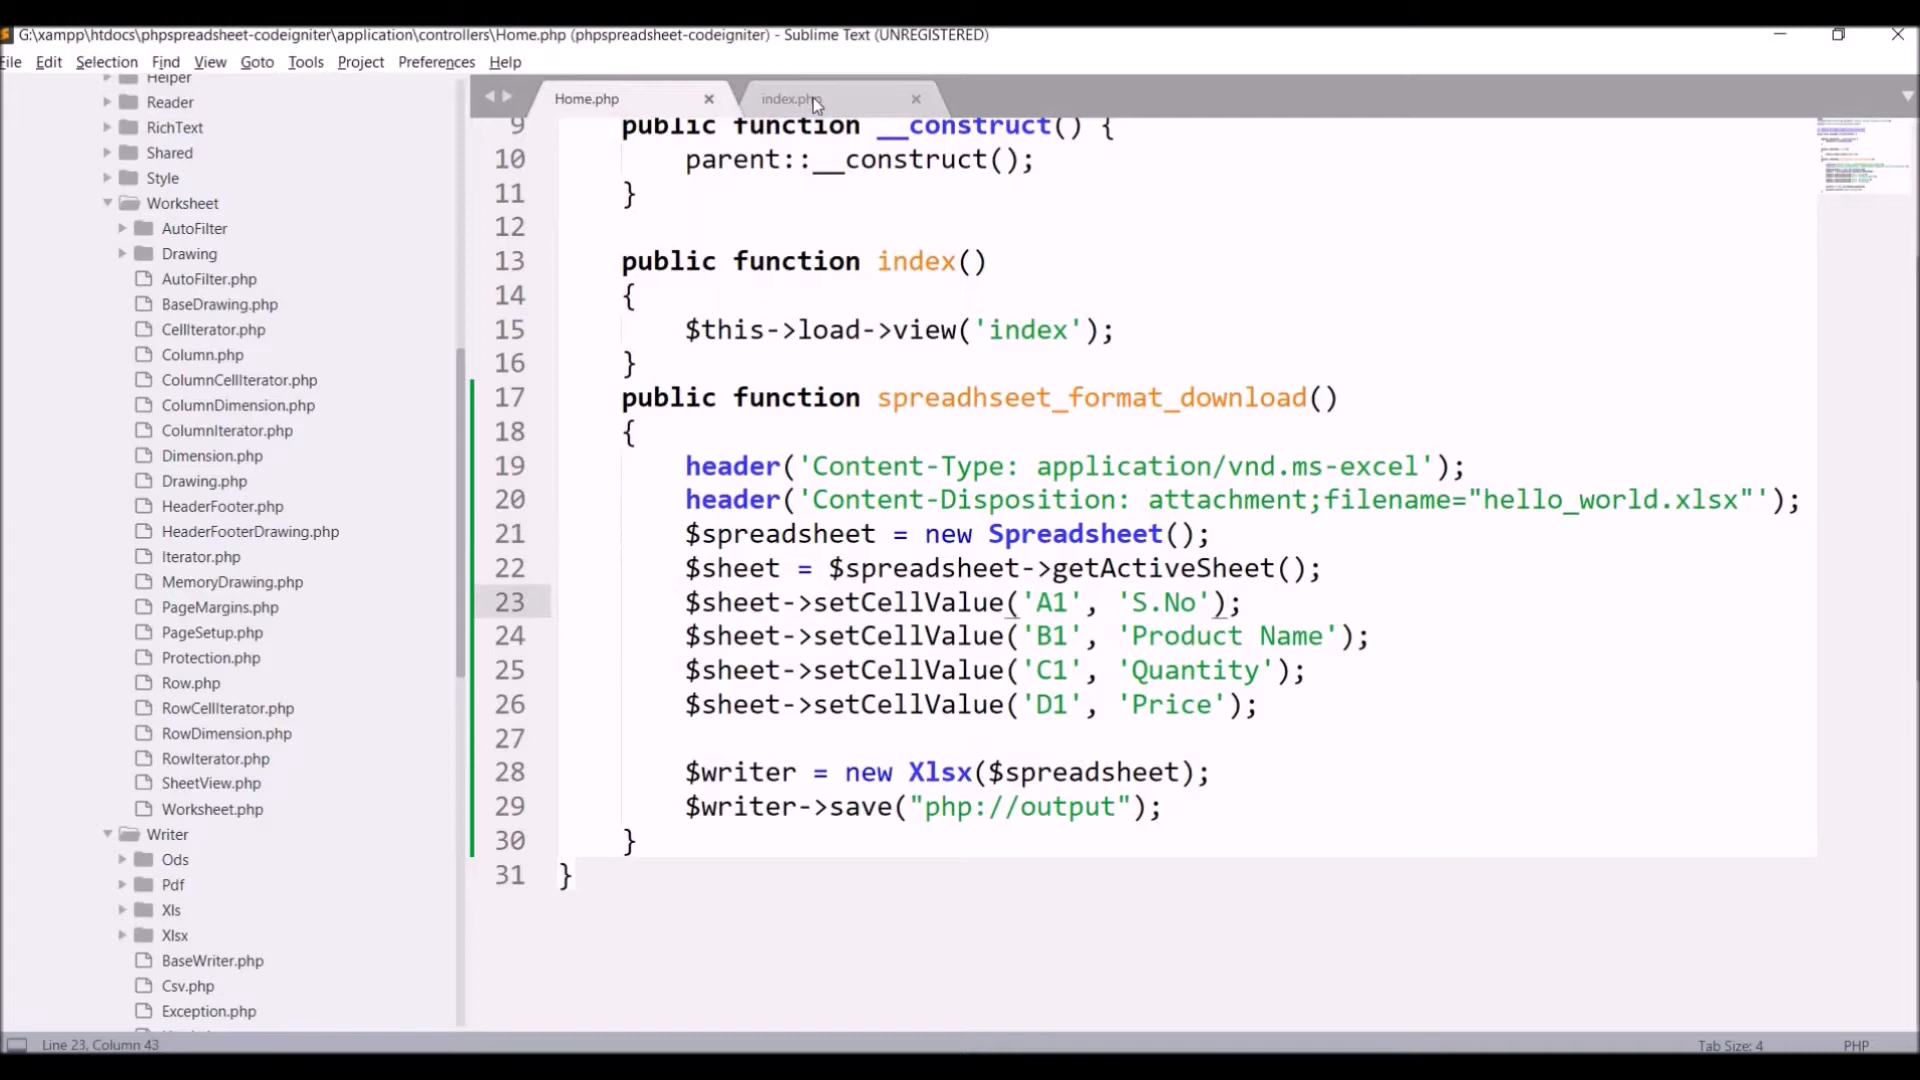 G:\xampp\htdocs\phpspreadsheet-codeigniter\application\controllers\Home.php (phpspreadsheet-codeigniter) - Sublime Text (UNREGISTERED)
File Edit Selection Find View Goto Tools Project Preferences Help
Home.php
index.php
Helper
Reader
RichText
Shared
Style
Worksheet
AutoFilter
Drawing
AutoFilter.php
BaseDrawing.php
CellIterator.php
Column.php
ColumnCellIterator.php
ColumnDimension.php
ColumnIterator.php
Dimension.php
Drawing.php
HeaderFooter.php
HeaderFooterDrawing.php
Iterator.php
MemoryDrawing.php
PageMargins.php
PageSetup.php
Protection.php
Row.php
RowCellIterator.php
RowDimension.php
RowIterator.php
SheetView.php
Worksheet.php
Writer
Ods
Pdf
Xls
Xlsx
BaseWriter.php
Csv.php
Exception.php
9 public function __construct() {
10 parent::__construct();
11 }
12
13 public function index()
14 {
15 $this->load->view('index');
16 }
17 public function spreadhseet_format_download()
18 {
19 header('Content-Type: application/vnd.ms-excel');
20 header('Content-Disposition: attachment;filename="hello_world.xlsx"');
21 $spreadsheet = new Spreadsheet();
22 $sheet = $spreadsheet->getActiveSheet();
23 $sheet->setCellValue('A1', 'S.No');
24 $sheet->setCellValue('B1', 'Product Name');
25 $sheet->setCellValue('C1', 'Quantity');
26 $sheet->setCellValue('D1', 'Price');
27
28 $writer = new Xlsx($spreadsheet);
29 $writer->save("php://output");
30 }
31 }
Line 23, Column 43
Tab Size: 4
PHP